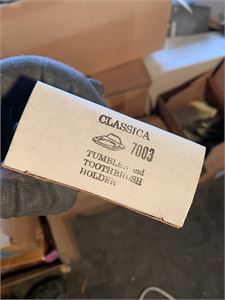 CLASSICA
7003
TUMBLER and
TOOTHBRUSH
HOLDER